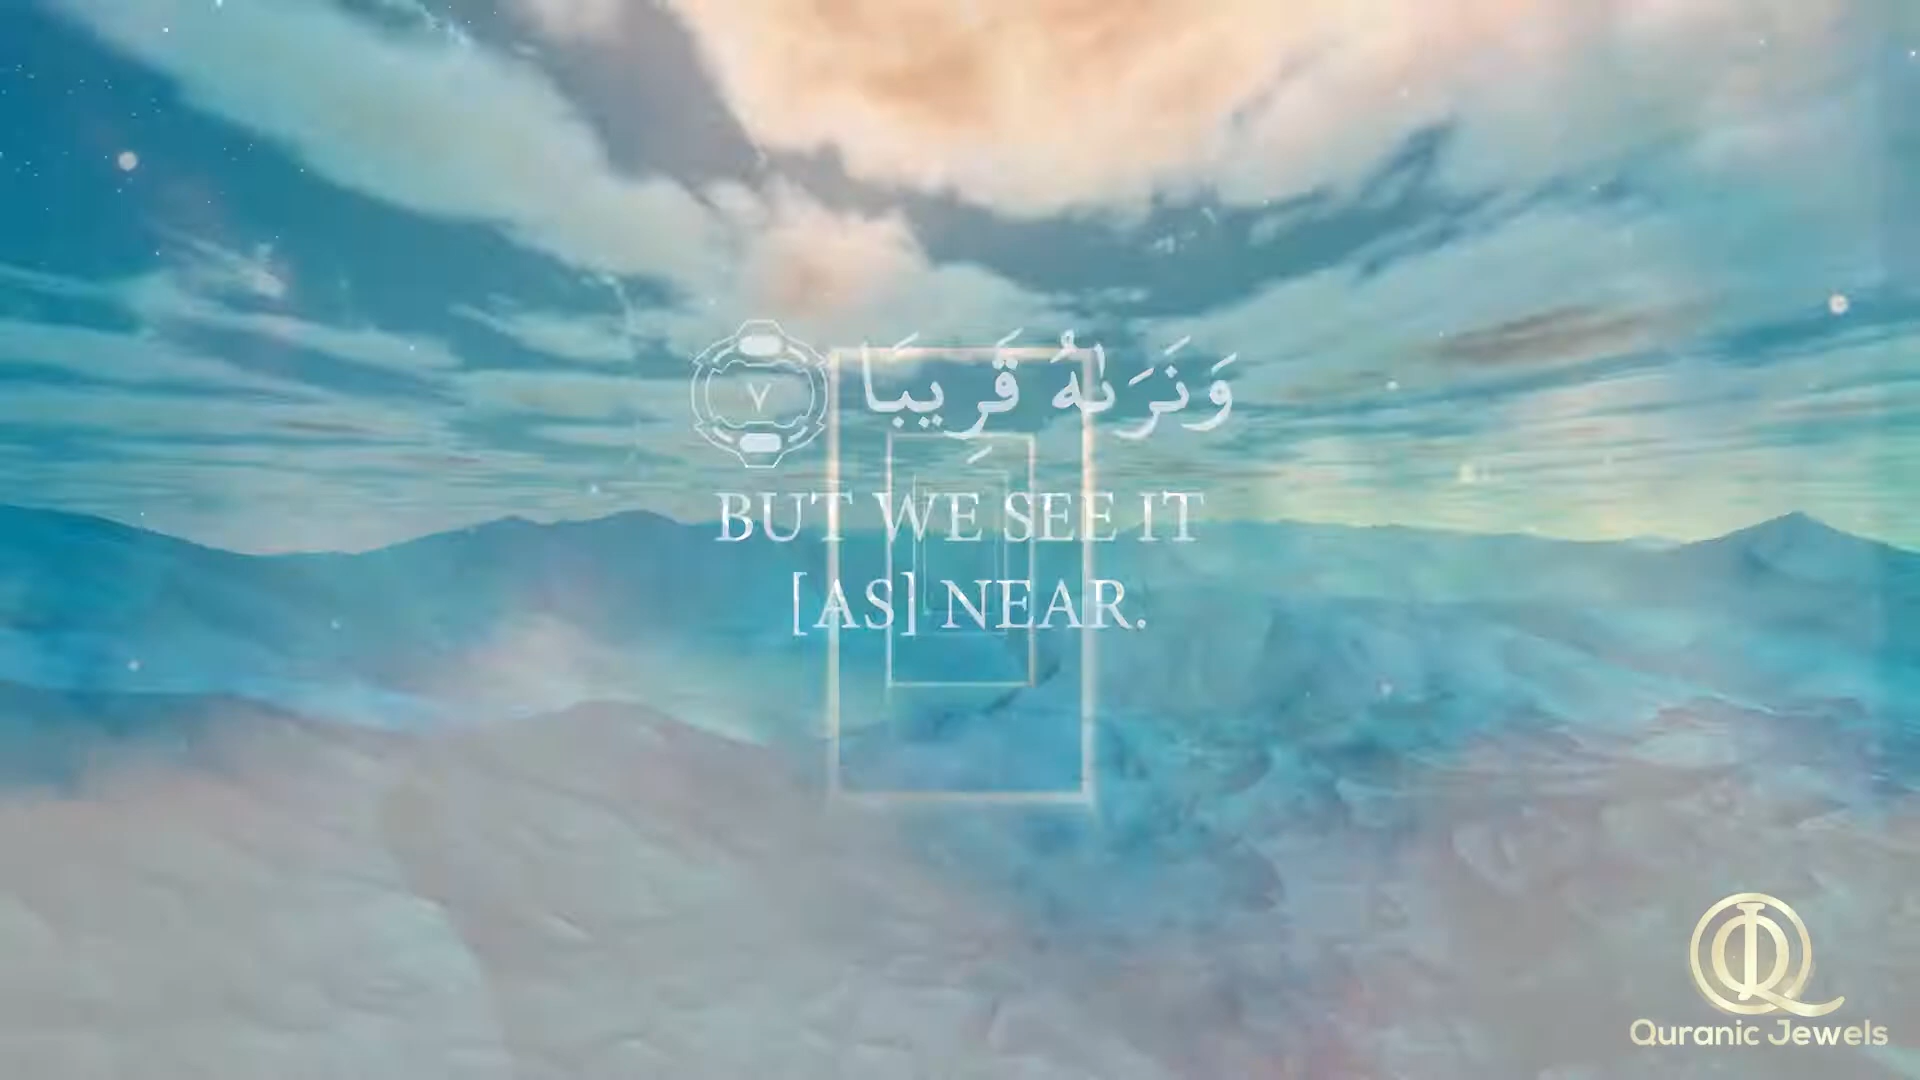 وَنَرَىٰهُ قَرِيبًا ٧
BUT WE SEE IT
[AS] NEAR.
Quranic Jewels